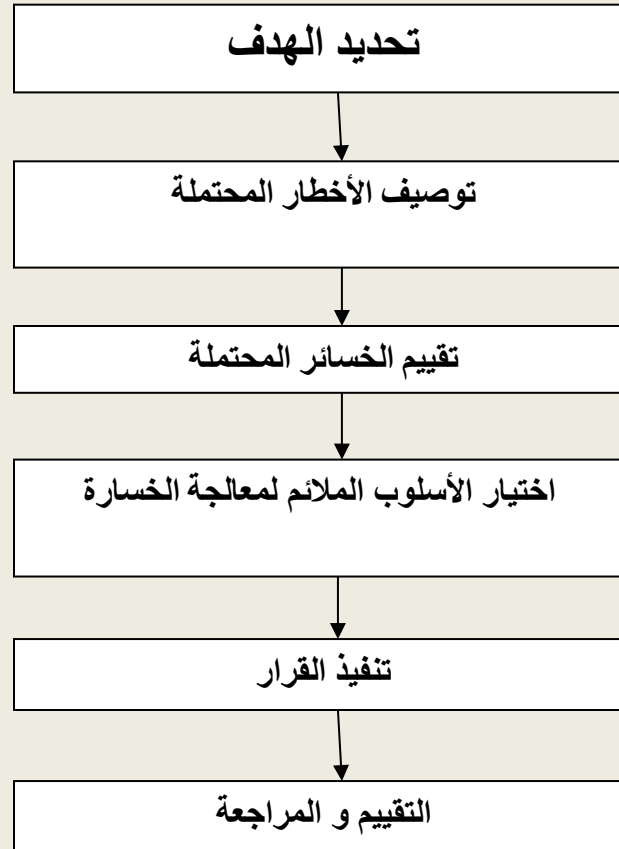 تحديد الهدف
توصيف الأخطار المحتملة
تقييم الخسائر المحتملة
اختيار الأسلوب الملائم لمعالجة الخسارة
تنفيذ القرار
التقييم و المراجعة